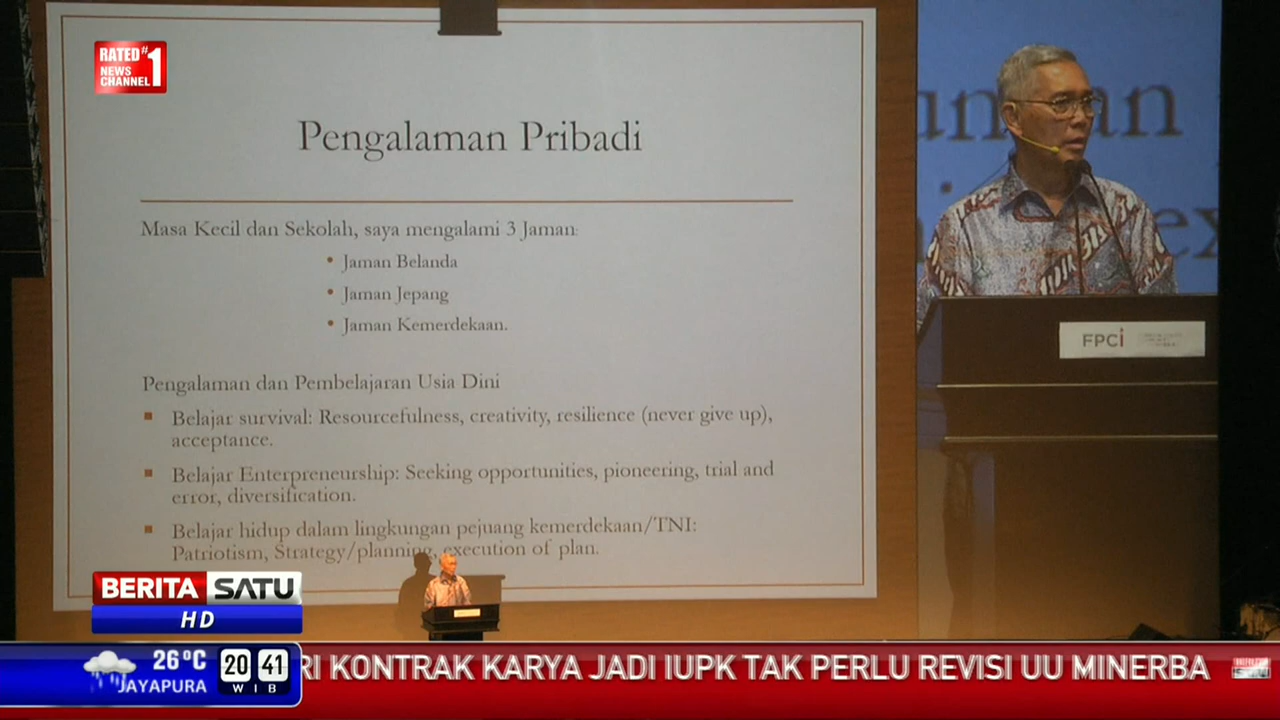 RATED #1
NEWS
CHANNEL
Pengalaman Pribadi
Masa Kecil dan Sekolah, saya mengalami 3 Jaman:
• Jaman Belanda
• Jaman Jepang
• Jaman Kemerdekaan.
Pengalaman dan Pembelajaran Usia Dini
▪ Belajar survival: Resourcefulness, creativity, resilience (never give up),
acceptance.
▪ Belajar Enterpreneurship: Seeking opportunities, pioneering, trial and
error, diversification.
▪ Belajar hidup dalam lingkungan pejuang kemerdekaan/TNI:
Patriotism, Strategy/planning, execution of plan.
FPCi
BERITA SATU
HD
26°C
JAYAPURA
20 41
WIB
RI KONTRAK KARYA JADI IUPK TAK PERLU REVISI UU MINERBA